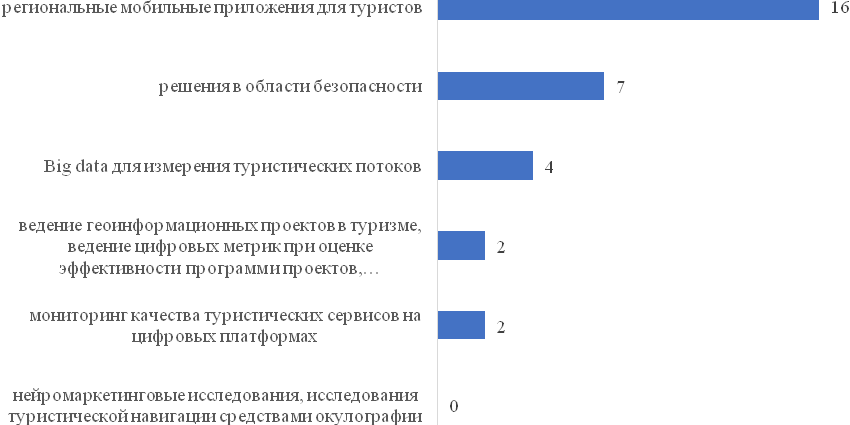 региональные мобильные приложения для туристов 16
решения в области безопасности 7
Big data для измерения туристических потоков 4
ведение геоинформационных проектов в туризме,
ведение цифровых метрик при оценке 2
эффективности программ и проектов,…
мониторинг качества туристических сервисов на 2
цифровых платформах
нейромаркетинговые исследования, исследования 0
туристической навигации средствами окулографии